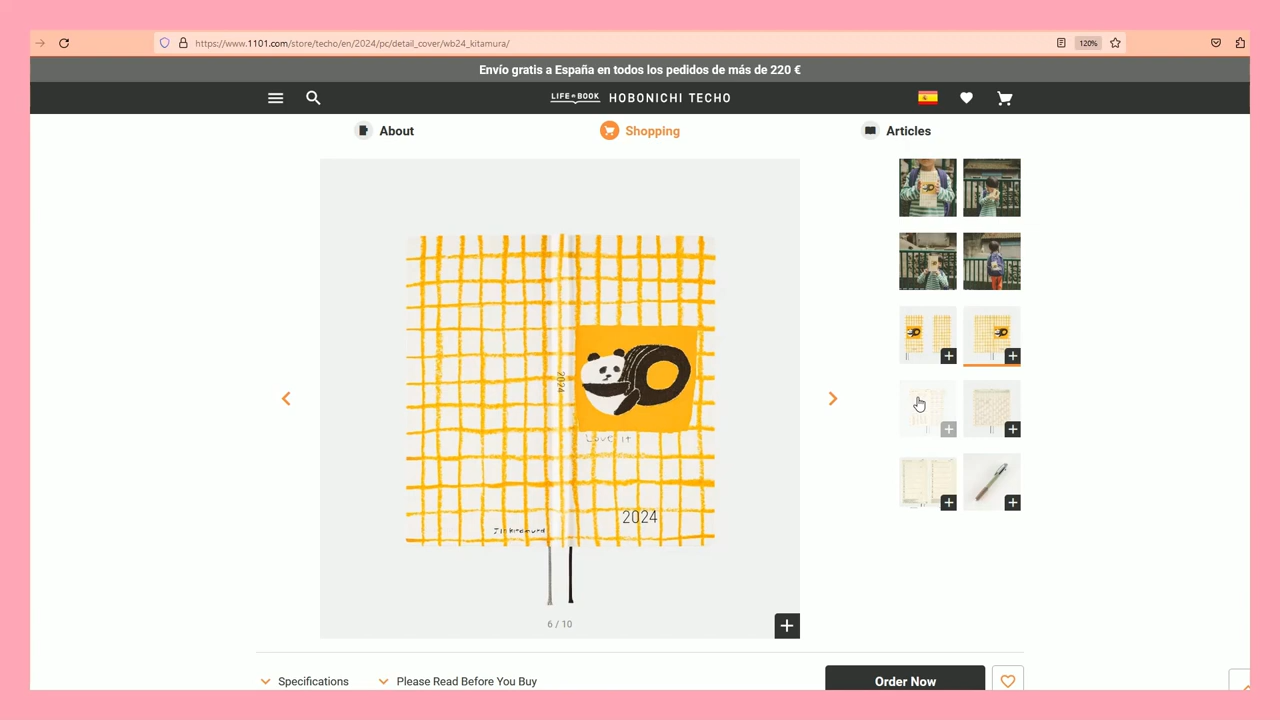 https://www.1101.com/store/techo/en/2024/pc/detail_cover/wb24_kitamura/
120%
Envío gratis a España en todos los pedidos de más de 220 €
LIFE BOOK HOBONICHI TECHO
About
Shopping
Articles
2024
Love it
2024
6 / 10
Specifications
Please Read Before You Buy
Order Now